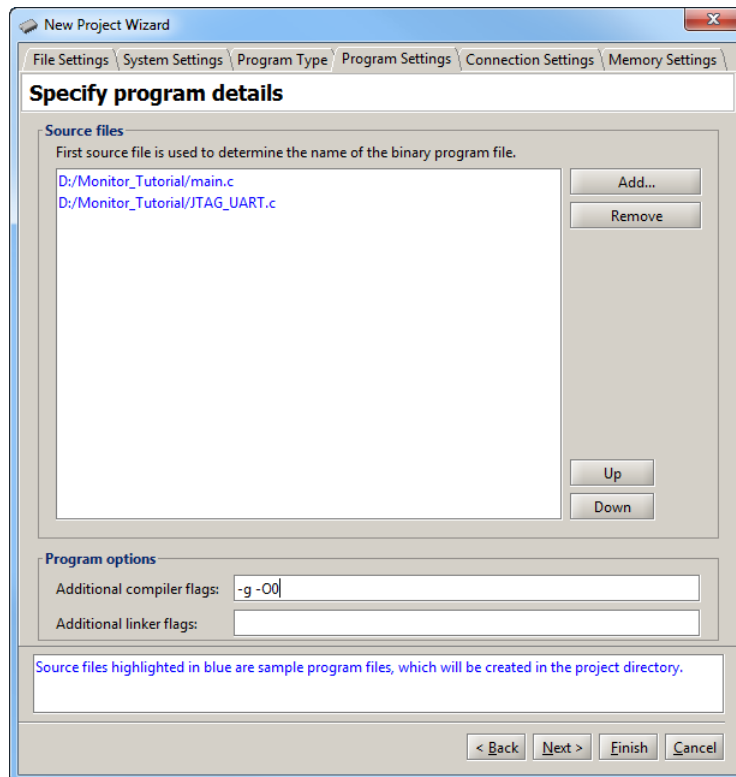 New Project Wizard
File Settings System Settings Program Type Program Settings Connection Settings Memory Settings
Specify program details
Source files
First source file is used to determine the name of the binary program file.
D:/Monitor_Tutorial/main.c
Add...
D:/Monitor_Tutorial/JTAG_UART.c
Remove
Up
Down
Program options
Additional compiler flags: -g -O0
Additional linker flags:
Source files highlighted in blue are sample program files, which will be created in the project directory.
< Back Next > Finish Cancel